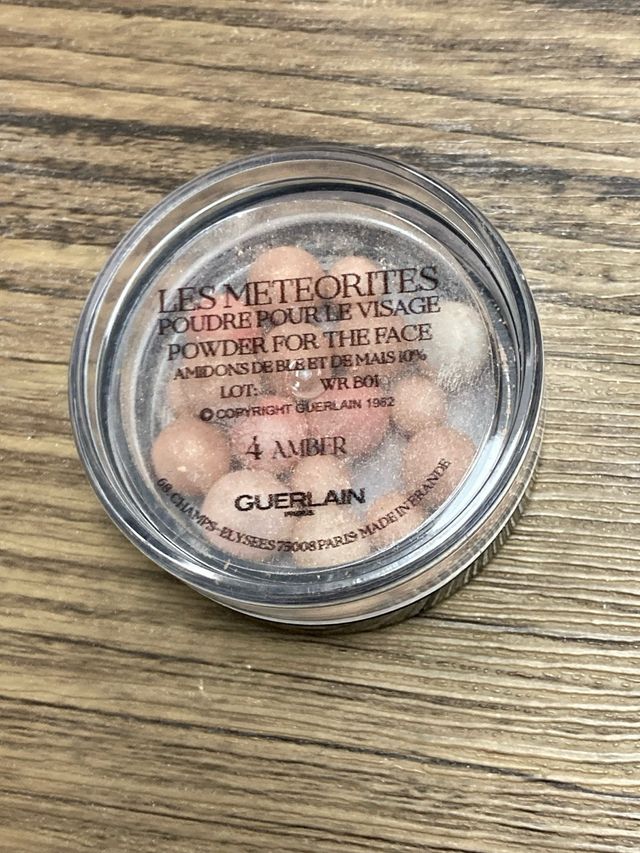 LES METEORITES
POUDRE POUR LE VISAGE
POWDER FOR THE FACE
AMIDONS DE BLE ET DE MAIS 10%
LOT: WR B01
© COPYRIGHT GUERLAIN 1952
4 AMBER
GUERLAIN
PARIS
68 CHAMPS-ELYSEES 75008 PARIS• MADE IN FRANCE